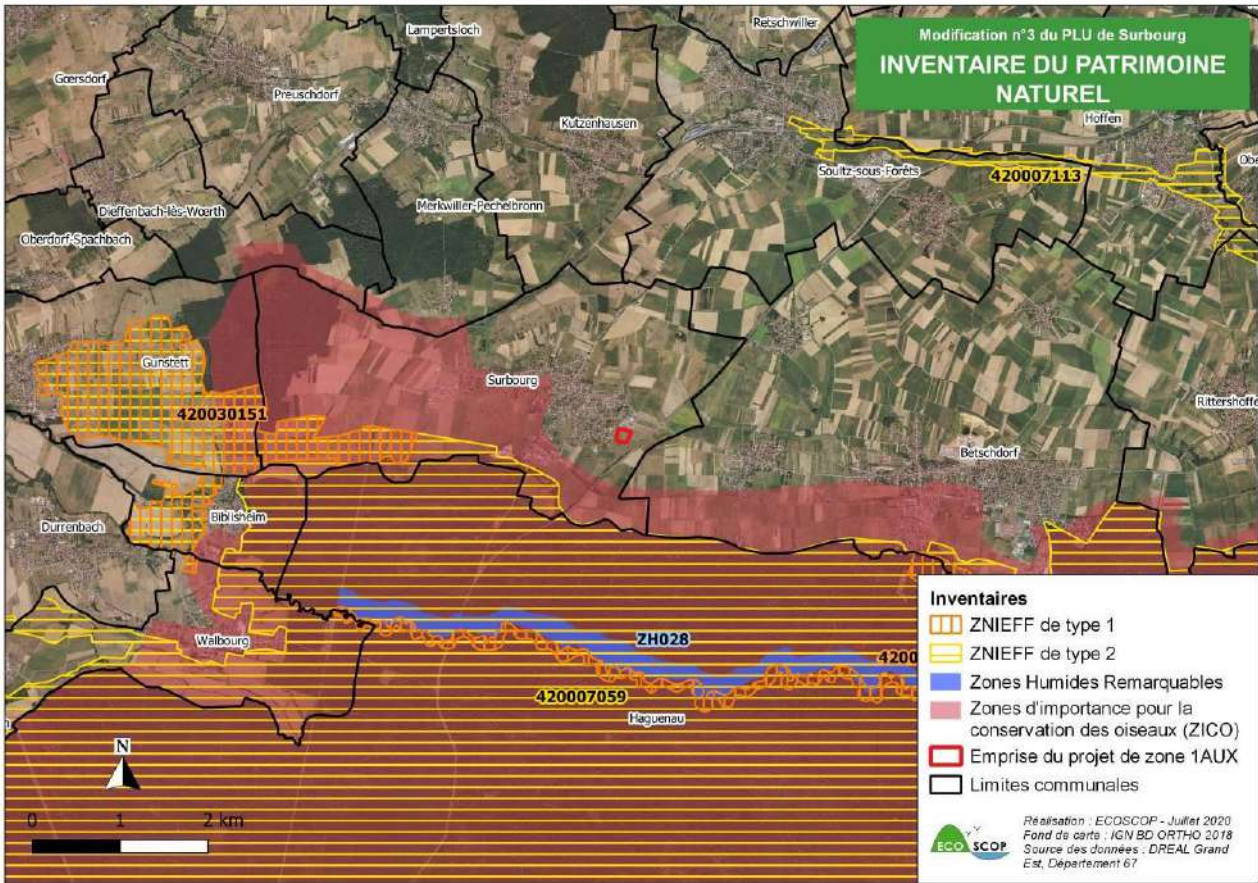 Modification n°3 du PLU de Surbourg
INVENTAIRE DU PATRIMOINE
NATUREL
Lampertsloch
Retschwiller
Gœrsdorf
Preuschdorf
Kutzenhausen
Hoffen
Soultz-sous-Forêts
420007113
Dieffenbach-lès-Wœrth
Merkwiller-Pechelbronn
Oberdorf-Spachbach
Gunstett
Surbourg
420030151
Betschdorf
Biblisheim
Durrenbach
Walbourg
ZH028
420007059
Haguenau
N
0 1 2 km
Inventaires
ZNIEFF de type 1
ZNIEFF de type 2
Zones Humides Remarquables
Zones d'importance pour la
conservation des oiseaux (ZICO)
Emprise du projet de zone 1AUX
Limites communales
ECO SCOP
Réalisation : ECOSCOP - Juillet 2020
Fond de carte : IGN BD ORTHO 2018
Source des données : DREAL Grand
Est, Département 67